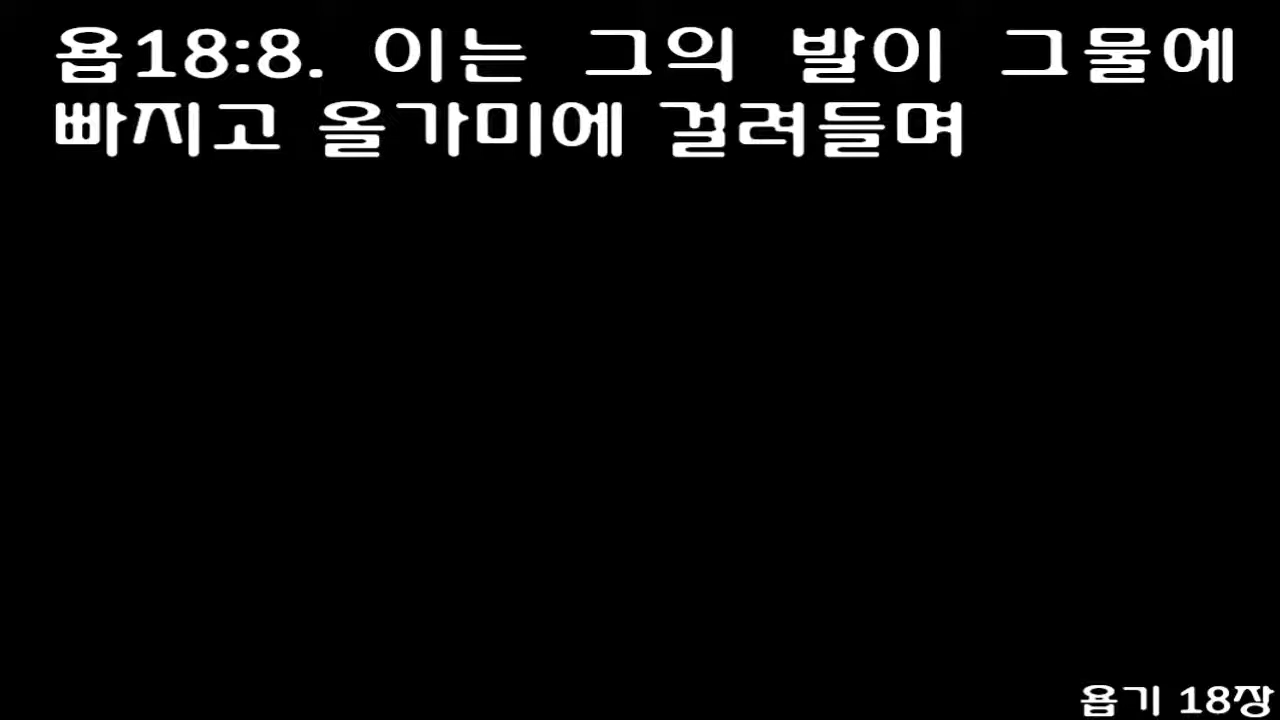 욥18:8. 이는 그의 발이 그물에
빠지고 올가미에 걸려들며
욥기 18장